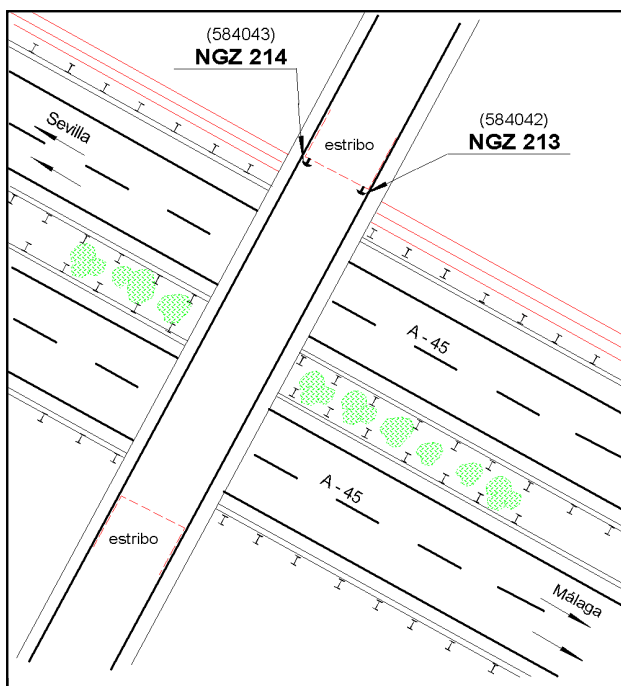 (584043)
NGZ 214
(584042)
NGZ 213
Sevilla
estribo
A - 45
A - 45
estribo
Málaga